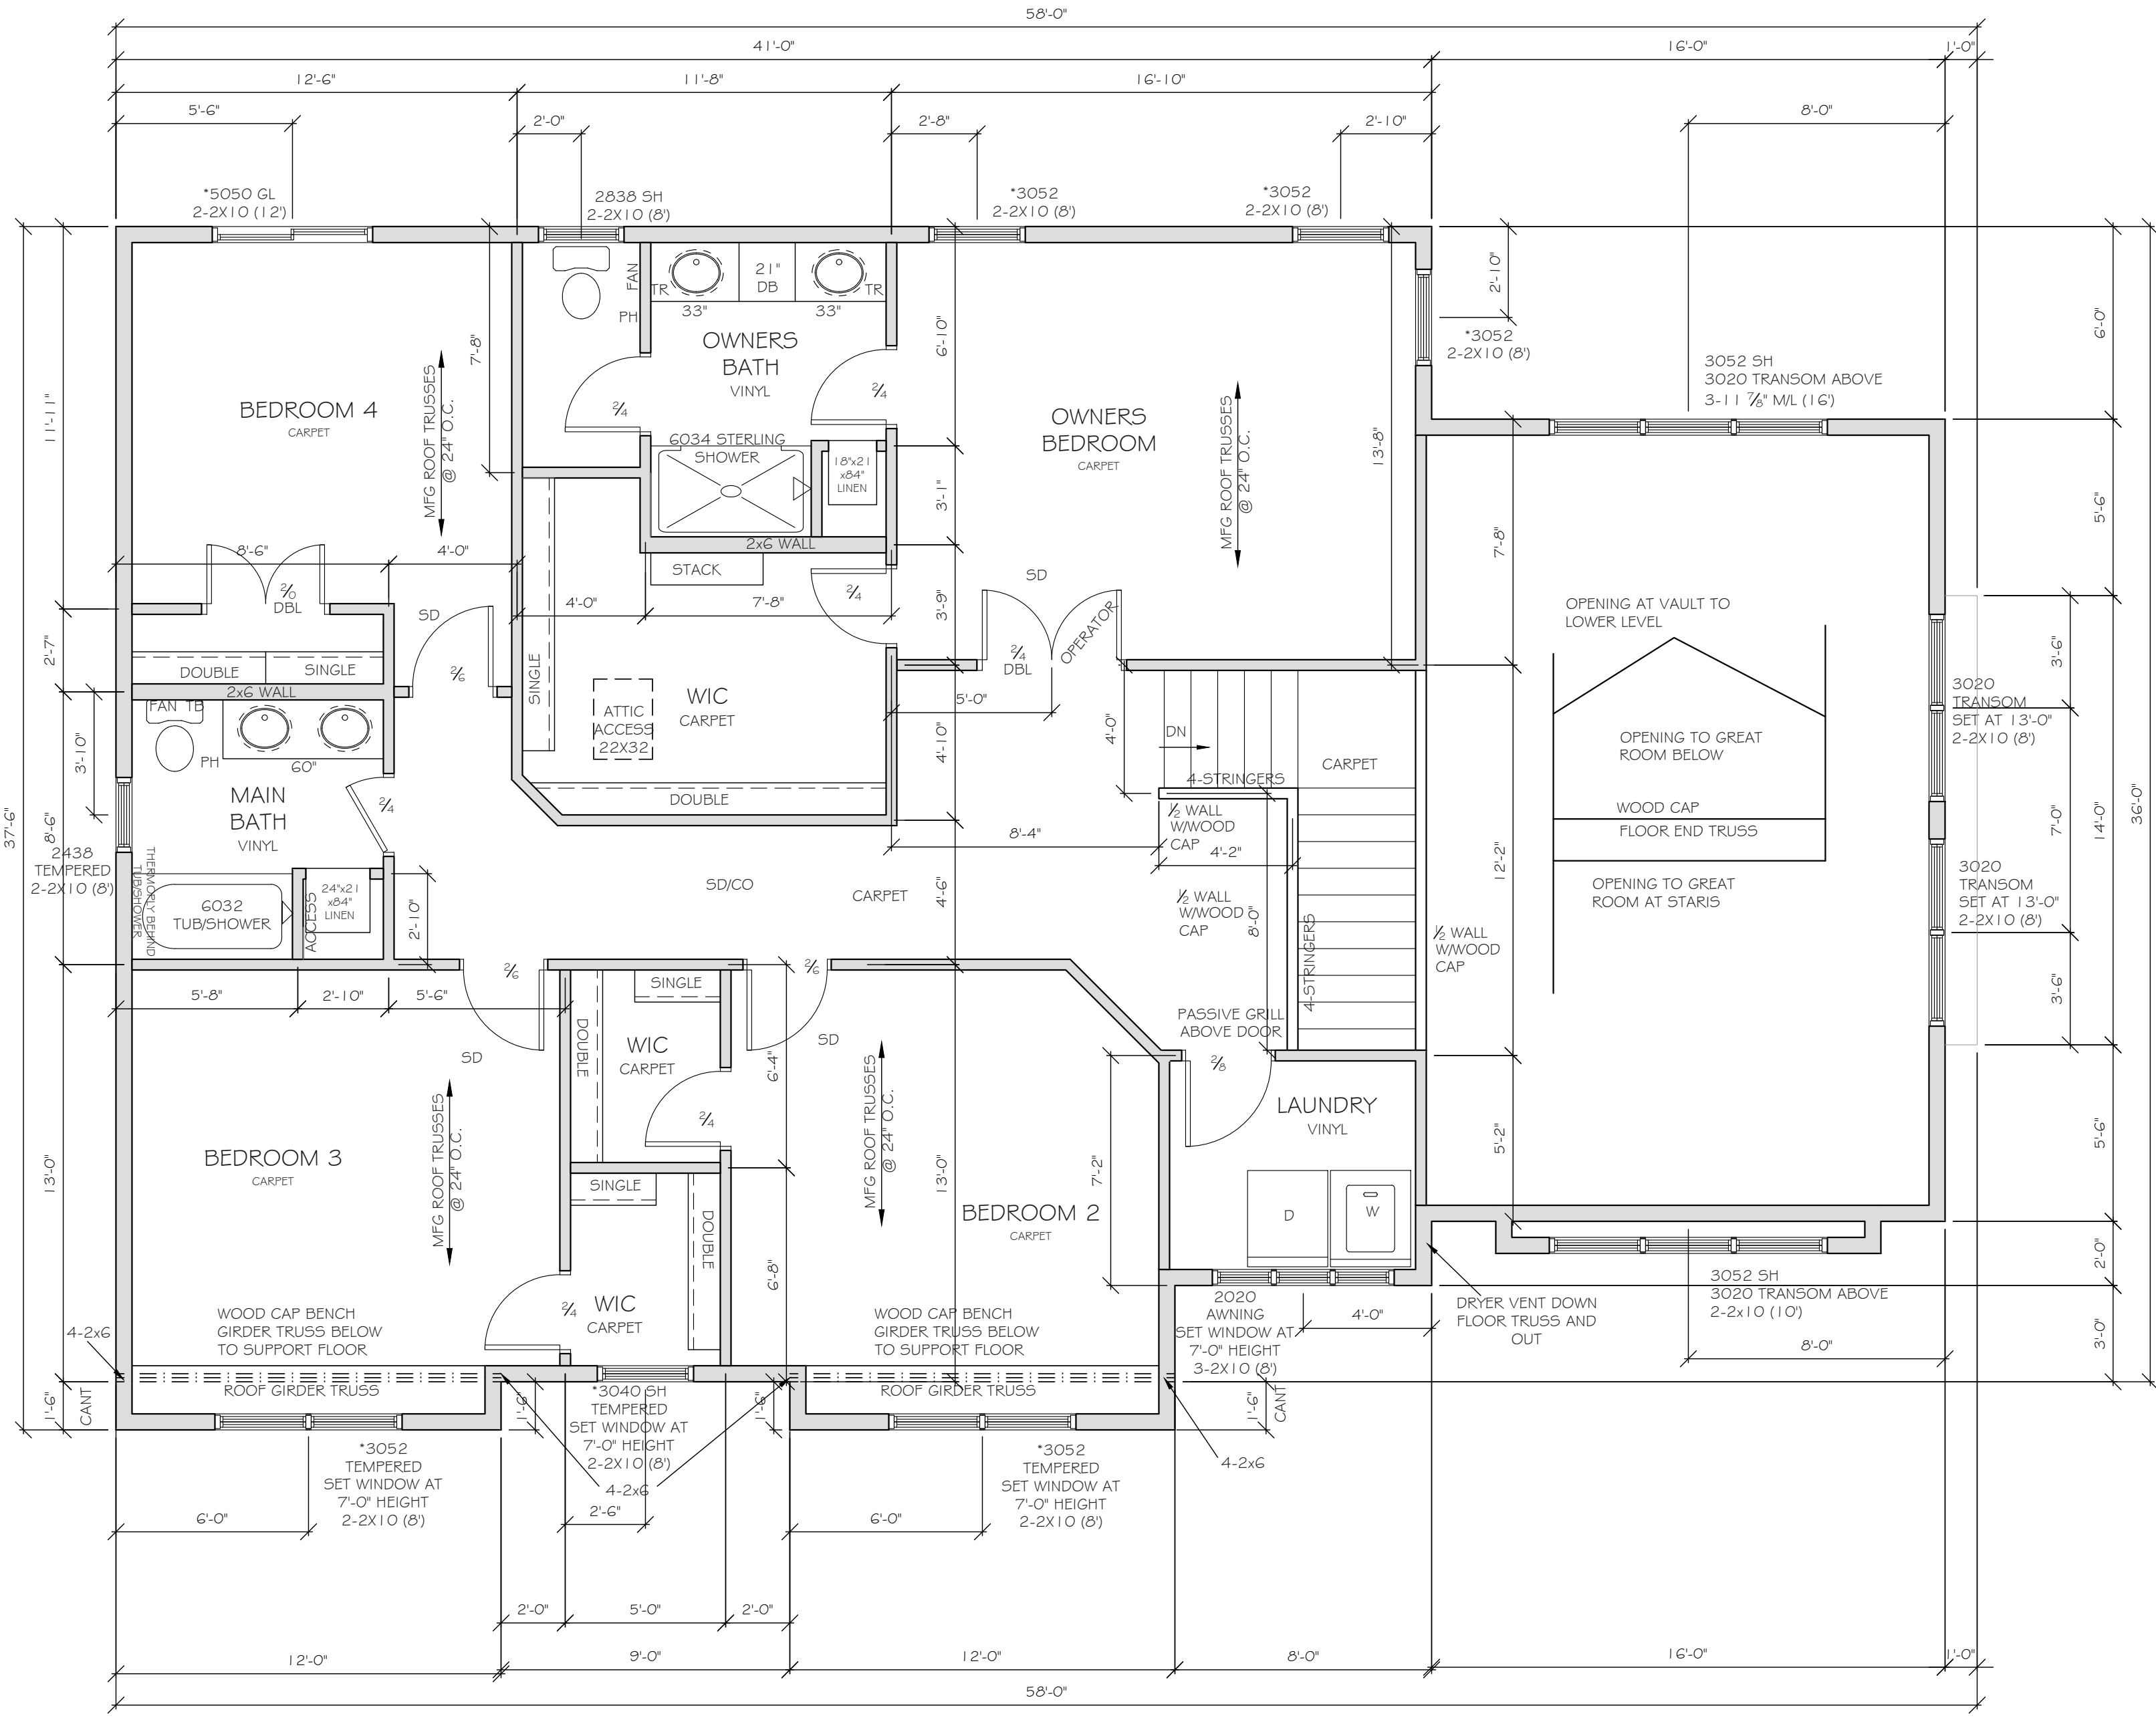 58'-0"
41'-0"
16'-0"
1'-0"
12'-6"
11'-8"
16'-10"
5'-6"
2'-0"
2'-8"
2'-10"
8'-0"
*5050 GL
2-2X10 (12')
2838 SH
2-2X10 (8')
*3052
2-2X10 (8')
*3052
2-2X10 (8')
2'-10"
*3052
2-2X10 (8')
3052 SH
3020 TRANSOM ABOVE
3-11 ⅞" M/L (16')
6'-0"
36'-0"
5'-6"
14'-0"
5'-6"
2'-0"
3'-0"
3'-6"
7'-0"
3'-6"
37'-6"
11'-11"
2'-7"
8'-6"
3'-10"
13'-0"
1'-6"
CANT
BEDROOM 4
CARPET
MFG ROOF TRUSSES
@ 24" O.C.
7'-8"
FAN
PH
TR
33"
21"
DB
33"
TR
OWNERS
BATH
VINYL
2/4
2/4
6034 STERLING
SHOWER
18"x21
x84"
LINEN
2x6 WALL
STACK
2/4
4'-0"
7'-8"
6'-10"
3'-1"
3'-9"
4'-10"
4'-6"
13'-0"
OWNERS
BEDROOM
CARPET
MFG ROOF TRUSSES
@ 24" O.C.
13'-8"
SD
2/4
DBL
OPERATOR
5'-0"
8'-6"
4'-0"
2/0
DBL
SD
2/6
DOUBLE
SINGLE
2x6 WALL
FAN
TB
PH
60"
MAIN
BATH
VINYL
2/4
2438
TEMPERED
2-2X10 (8')
THERMOPLY BEHIND
TUB/SHOWER
6032
TUB/SHOWER
ACCESS
24"x21
x84"
LINEN
2'-10"
5'-8"
2'-10"
5'-6"
SINGLE
ATTIC
ACCESS
22X32
WIC
CARPET
DOUBLE
SD/CO
CARPET
8'-4"
4'-0"
DN
4-STRINGERS
CARPET
½ WALL
W/WOOD
CAP
4'-2"
½ WALL
W/WOOD
CAP
8'-0"
4-STRINGERS
½ WALL
W/WOOD
CAP
7'-8"
12'-2"
5'-2"
OPENING AT VAULT TO
LOWER LEVEL
OPENING TO GREAT
ROOM BELOW
WOOD CAP
FLOOR END TRUSS
OPENING TO GREAT
ROOM AT STARIS
3020
TRANSOM
SET AT 13'-0"
2-2X10 (8')
3020
TRANSOM
SET AT 13'-0"
2-2X10 (8')
PASSIVE GRILL
ABOVE DOOR
2/8
LAUNDRY
VINYL
D
W
7'-2"
2/6
SD
BEDROOM 3
CARPET
MFG ROOF TRUSSES
@ 24" O.C.
SINGLE
DOUBLE
WIC
CARPET
2/4
SINGLE
DOUBLE
WIC
CARPET
2/4
2/6
SD
6'-4"
6'-8"
MFG ROOF TRUSSES
@ 24" O.C.
BEDROOM 2
CARPET
WOOD CAP BENCH
GIRDER TRUSS BELOW
TO SUPPORT FLOOR
ROOF GIRDER TRUSS
WOOD CAP BENCH
GIRDER TRUSS BELOW
TO SUPPORT FLOOR
ROOF GIRDER TRUSS
4-2x6
1'-6"
1'-6"
1'-6"
CANT
*3040 SH
TEMPERED
SET WINDOW AT
7'-0" HEIGHT
2-2X10 (8')
4-2x6
2'-6"
2020
AWNING
SET WINDOW AT
7'-0" HEIGHT
3-2X10 (8')
4'-0"
DRYER VENT DOWN
FLOOR TRUSS AND
OUT
3052 SH
3020 TRANSOM ABOVE
2-2x10 (10')
8'-0"
*3052
TEMPERED
SET WINDOW AT
7'-0" HEIGHT
2-2X10 (8')
6'-0"
*3052
TEMPERED
SET WINDOW AT
7'-0" HEIGHT
2-2X10 (8')
6'-0"
4-2x6
2'-0"
5'-0"
2'-0"
12'-0"
9'-0"
12'-0"
8'-0"
16'-0"
1'-0"
58'-0"